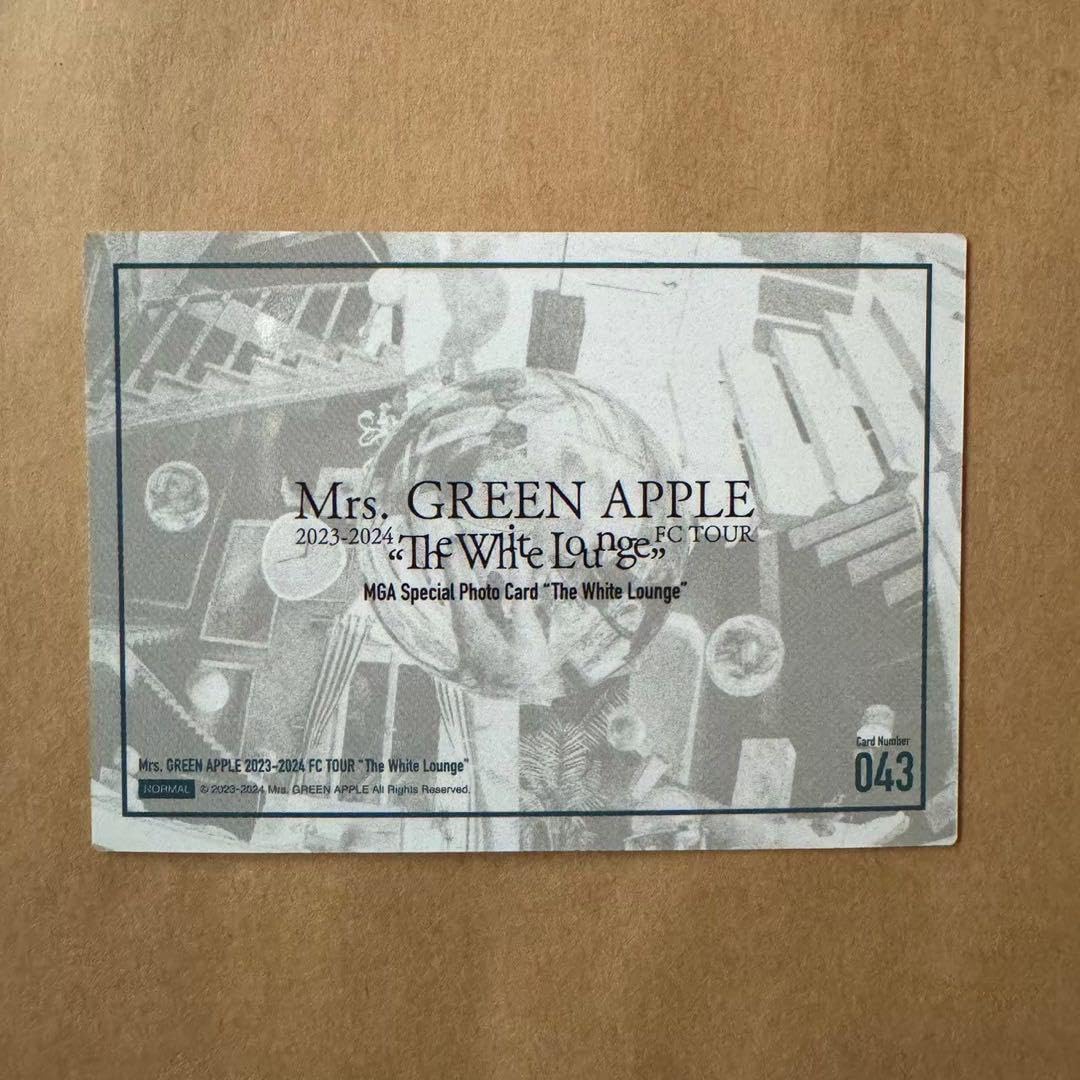 Mrs. GREEN APPLE
2023-2024 “The White Lounge” FC TOUR
MGA Special Photo Card “The White Lounge”
Mrs. GREEN APPLE 2023-2024 FC TOUR “The White Lounge”
NORMAL © 2023-2024 Mrs. GREEN APPLE All Rights Reserved.
Card Number
043